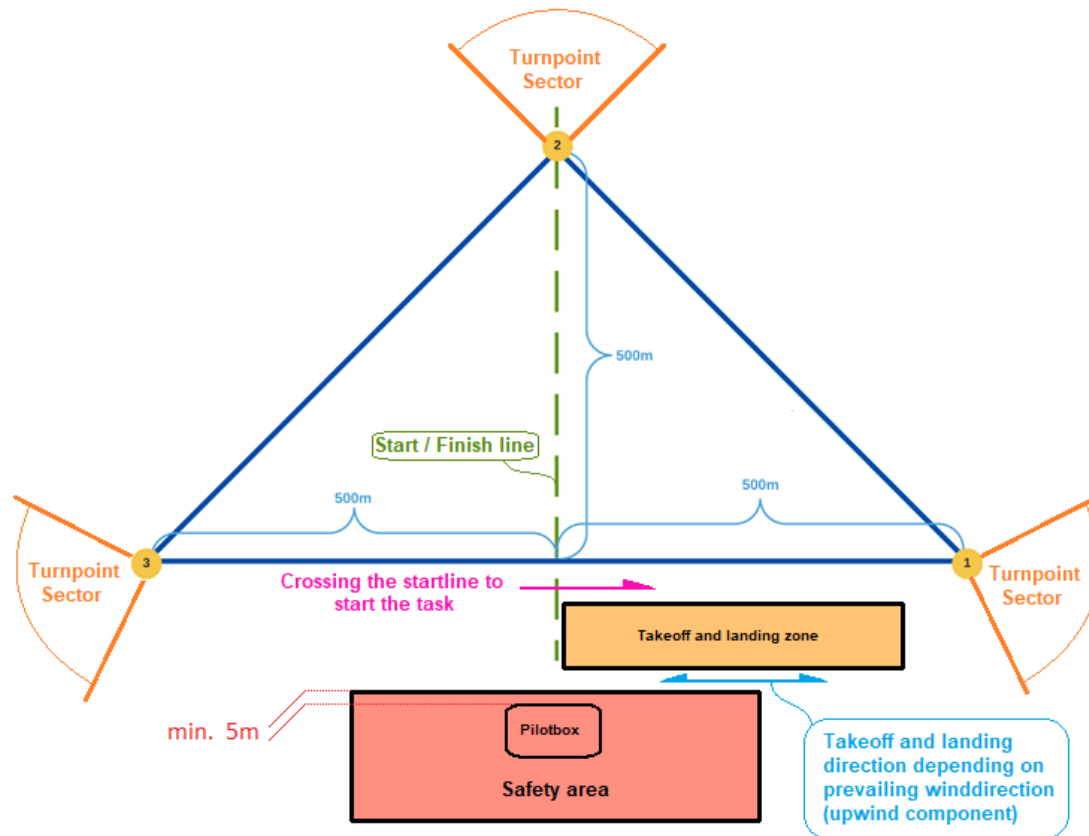 Turnpoint
Sector
2
500m
Start / Finish line
500m
500m
3
1
Turnpoint
Sector
Turnpoint
Sector
Crossing the startline to
start the task
Takeoff and landing zone
min. 5m
Pilotbox
Safety area
Takeoff and landing
direction depending on
prevailing winddirection
(upwind component)